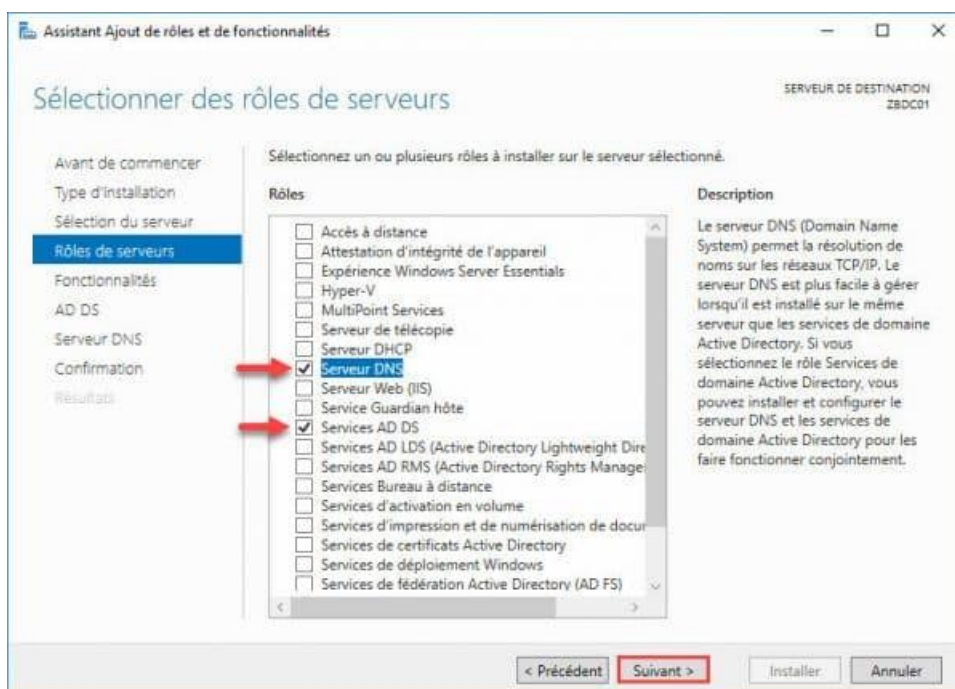 Assistant Ajout de rôles et de fonctionnalités
Sélectionner des rôles de serveurs
SERVEUR DE DESTINATION
ZBDC01
Avant de commencer
Type d'installation
Sélection du serveur
Rôles de serveurs
Fonctionnalités
AD DS
Serveur DNS
Confirmation
Résultats
Sélectionnez un ou plusieurs rôles à installer sur le serveur sélectionné.
Rôles
Accès à distance
Attestation d'intégrité de l'appareil
Expérience Windows Server Essentials
Hyper-V
MultiPoint Services
Serveur de télécopie
Serveur DHCP
Serveur DNS
Serveur Web (IIS)
Service Guardian hôte
Services AD DS
Services AD LDS (Active Directory Lightweight Dire
Services AD RMS (Active Directory Rights Manage
Services Bureau à distance
Services d'activation en volume
Services d'impression et de numérisation de docur
Services de certificats Active Directory
Services de déploiement Windows
Services de fédération Active Directory (AD FS)
Description
Le serveur DNS (Domain Name
System) permet la résolution de
noms sur les réseaux TCP/IP. Le
serveur DNS est plus facile à gérer
lorsqu'il est installé sur le même
serveur que les services de domaine
Active Directory. Si vous
sélectionnez le rôle Services de
domaine Active Directory, vous
pouvez installer et configurer le
serveur DNS et les services de
domaine Active Directory pour les
faire fonctionner conjointement.
< Précédent
Suivant >
Installer
Annuler